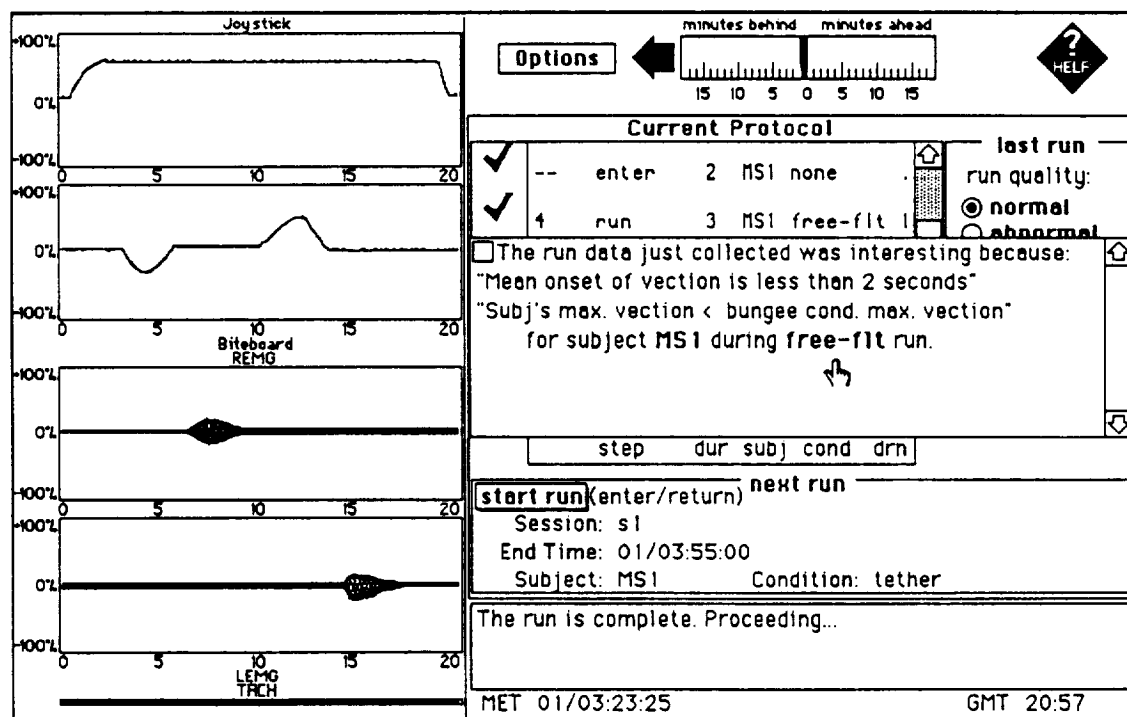 Joystick
+100%
0%
-100%
0 5 10 15 20
+100%
0%
-100%
0 5 10 15 20
Biteboard
REMG
+100%
0%
-100%
0 5 10 15 20
+100%
0%
-100%
0 5 10 15 20
LEMG
TACH
Options
minutes behind minutes ahead
15 10 5 0 5 10 15
?
HELP
Current Protocol
-- enter 2 MS1 none .
4 run 3 MS1 free-flt
last run
run quality:
normal
abnormal
The run data just collected was interesting because:
"Mean onset of vection is less than 2 seconds"
"Subj's max. vection < bungee cond. max. vection"
for subject MS1 during free-flt run.
step dur subj cond drn
next run
start run (enter/return)
Session: s1
End Time: 01/03:55:00
Subject: MS1 Condition: tether
The run is complete. Proceeding...
MET 01/03:23:25 GMT 20:57